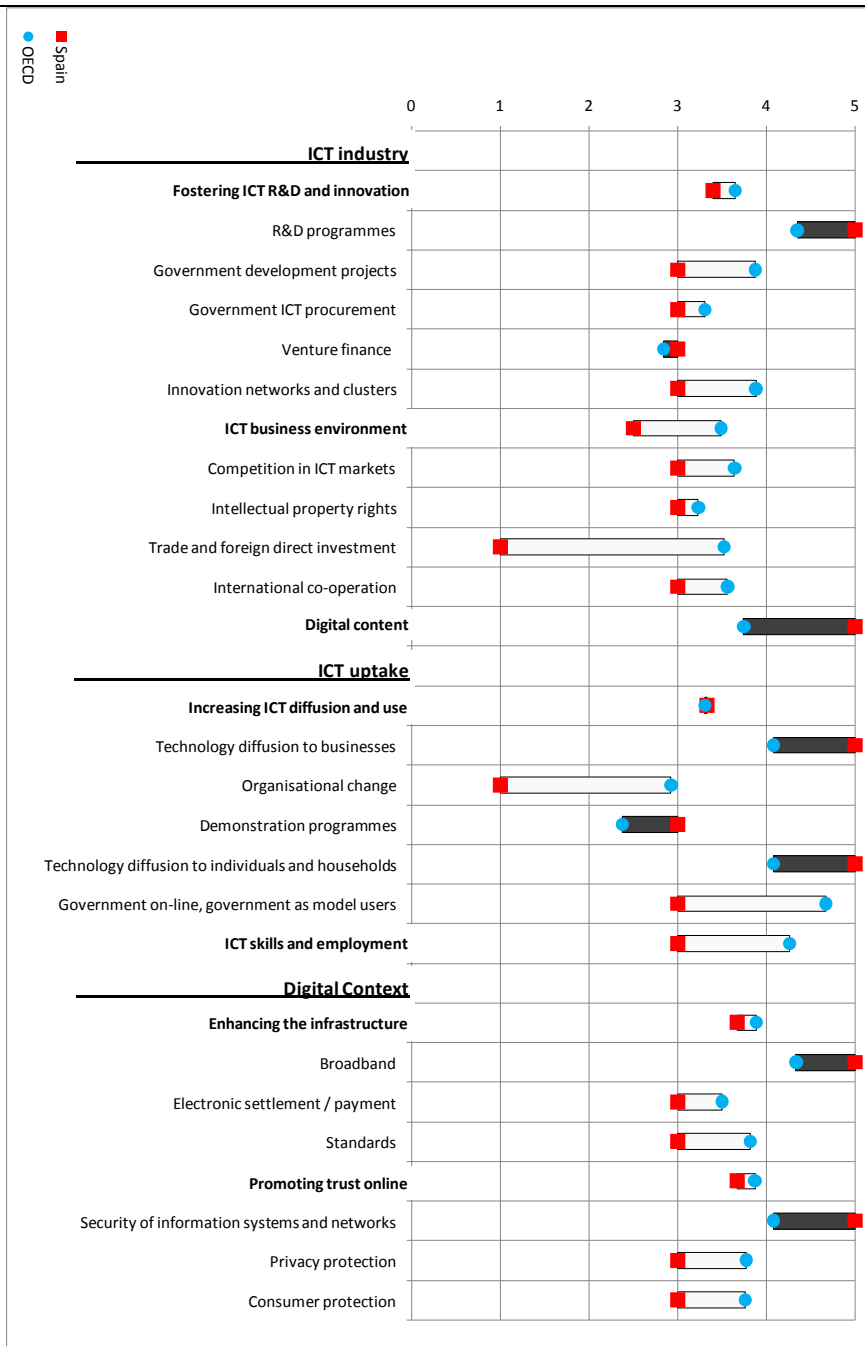 Spain
OECD
0 1 2 3 4 5
ICT industry
Fostering ICT R&D and innovation
R&D programmes
Government development projects
Government ICT procurement
Venture finance
Innovation networks and clusters
ICT business environment
Competition in ICT markets
Intellectual property rights
Trade and foreign direct investment
International co-operation
Digital content
ICT uptake
Increasing ICT diffusion and use
Technology diffusion to businesses
Organisational change
Demonstration programmes
Technology diffusion to individuals and households
Government on-line, government as model users
ICT skills and employment
Digital Context
Enhancing the infrastructure
Broadband
Electronic settlement / payment
Standards
Promoting trust online
Security of information systems and networks
Privacy protection
Consumer protection